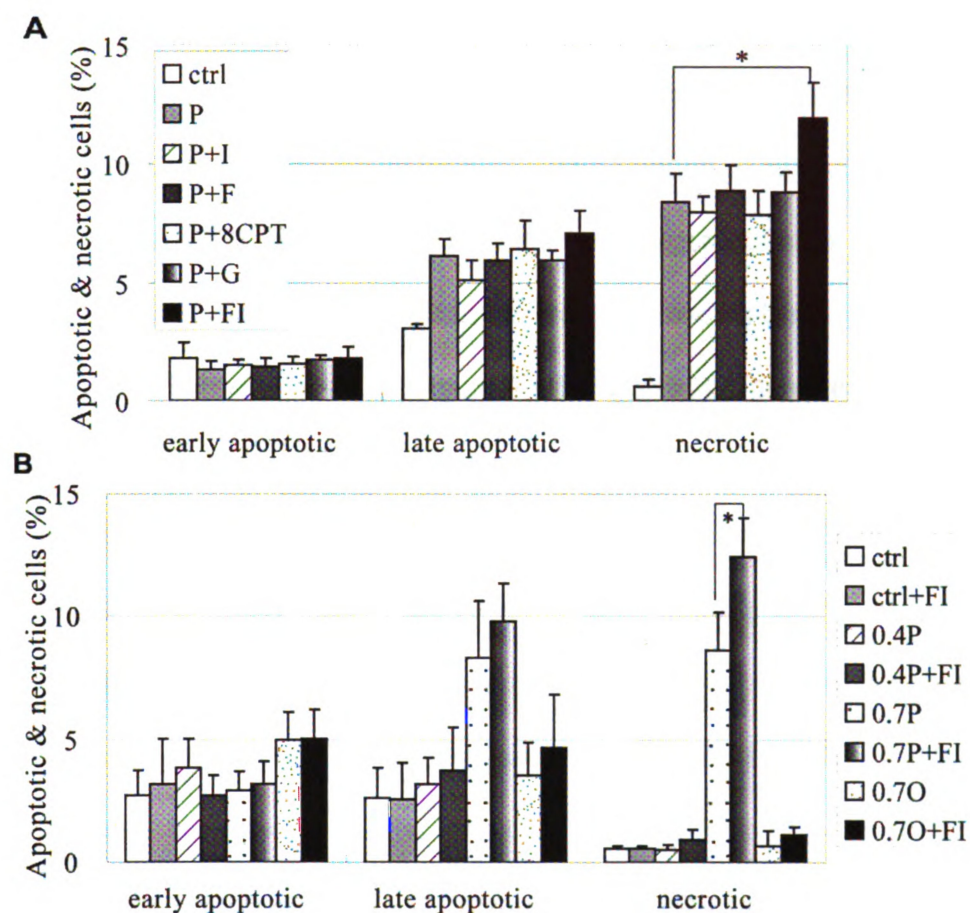 A
Apoptotic & necrotic cells (%)
15
10
5
0
ctrl
P
P+I
P+F
P+8CPT
P+G
P+FI
*
early apoptotic
late apoptotic
necrotic
B
Apoptotic & necrotic cells (%)
15
10
5
0
*
ctrl
ctrl+FI
0.4P
0.4P+FI
0.7P
0.7P+FI
0.7O
0.7O+FI
early apoptotic
late apoptotic
necrotic